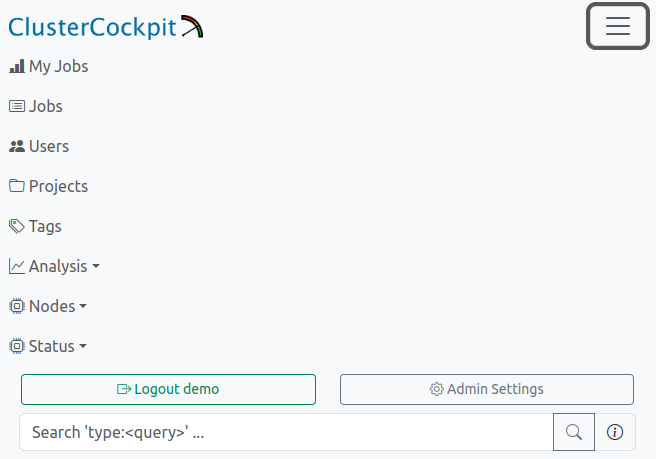 ClusterCockpit
My Jobs
Jobs
Users
Projects
Tags
Analysis
Nodes
Status
Logout demo Admin Settings
Search 'type:<query>' ...